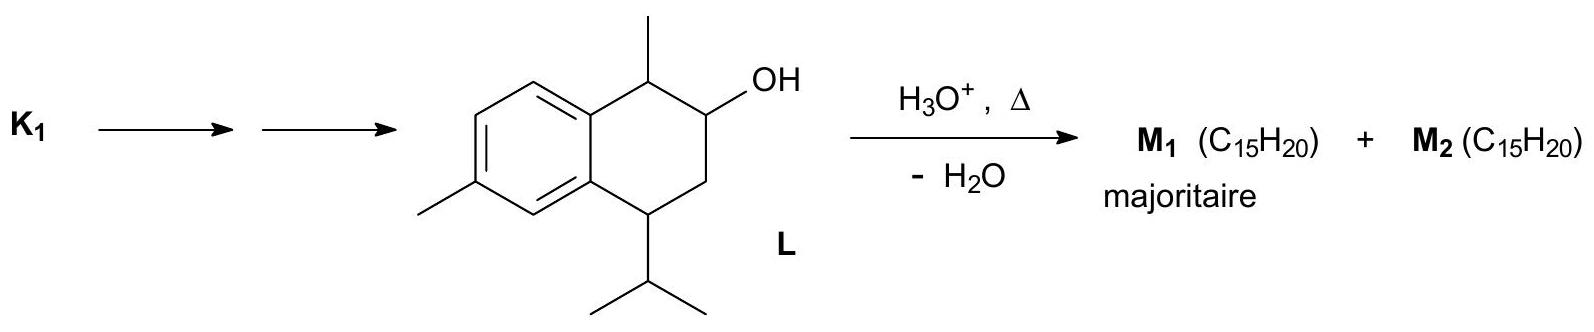 K₁
OH
L
H₃O⁺ , Δ
- H₂O
M₁ (C₁₅H₂₀) + M₂ (C₁₅H₂₀)
majoritaire